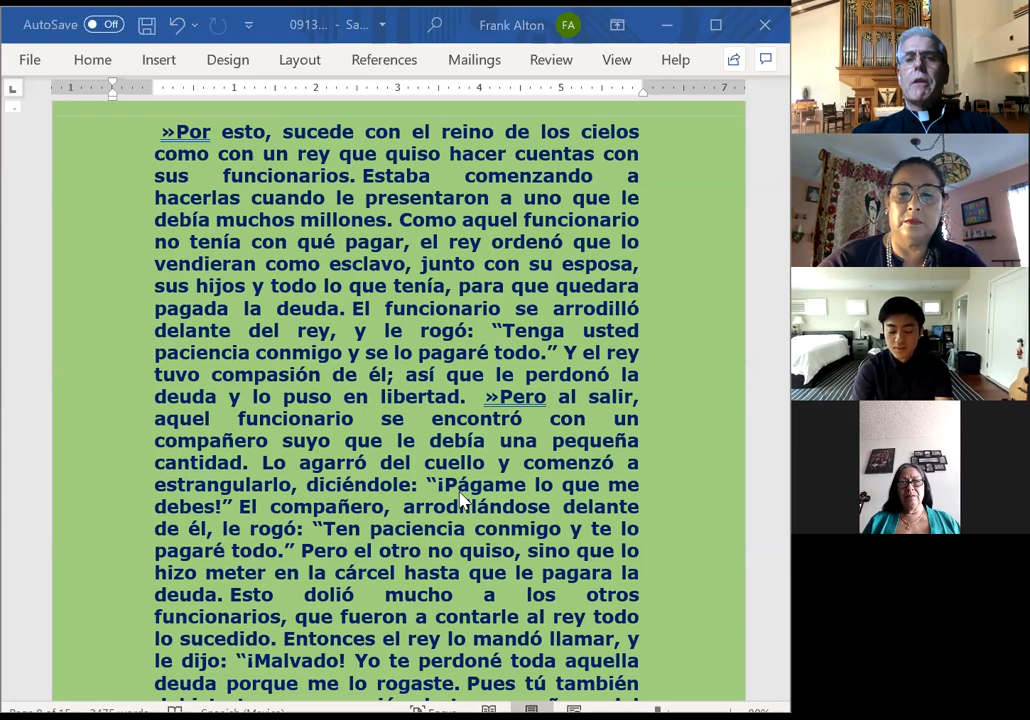 AutoSave Off 0913... - Sa... Frank Alton FA
File Home Insert Design Layout References Mailings Review View Help
1 1 2 3 4 5 7
»Por esto, sucede con el reino de los cielos
como con un rey que quiso hacer cuentas con
sus funcionarios. Estaba comenzando a
hacerlas cuando le presentaron a uno que le
debía muchos millones. Como aquel funcionario
no tenía con qué pagar, el rey ordenó que lo
vendieran como esclavo, junto con su esposa,
sus hijos y todo lo que tenía, para que quedara
pagada la deuda. El funcionario se arrodilló
delante del rey, y le rogó: “Tenga usted
paciencia conmigo y se lo pagaré todo.” Y el rey
tuvo compasión de él; así que le perdonó la
deuda y lo puso en libertad. »Pero al salir,
aquel funcionario se encontró con un
compañero suyo que le debía una pequeña
cantidad. Lo agarró del cuello y comenzó a
estrangularlo, diciéndole: “¡Págame lo que me
debes!” El compañero, arrodillándose delante
de él, le rogó: “Ten paciencia conmigo y te lo
pagaré todo.” Pero el otro no quiso, sino que lo
hizo meter en la cárcel hasta que le pagara la
deuda. Esto dolió mucho a los otros
funcionarios, que fueron a contarle al rey todo
lo sucedido. Entonces el rey lo mandó llamar, y
le dijo: “¡Malvado! Yo te perdoné toda aquella
deuda porque me lo rogaste. Pues tú también